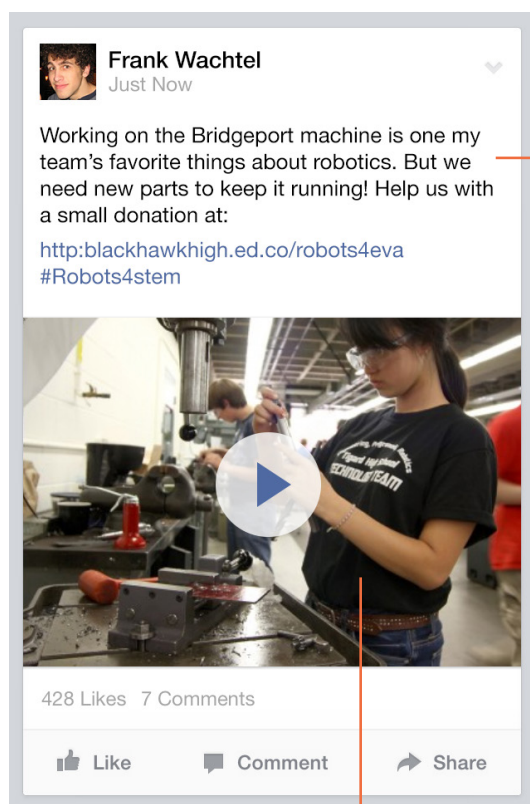 Frank Wachtel
Just Now
Working on the Bridgeport machine is one my
team's favorite things about robotics. But we
need new parts to keep it running! Help us with
a small donation at:
http:blackhawkhigh.ed.co/robots4eva
#Robots4stem
High School
TECHNOLOGY TEAM
428 Likes 7 Comments
Like Comment Share